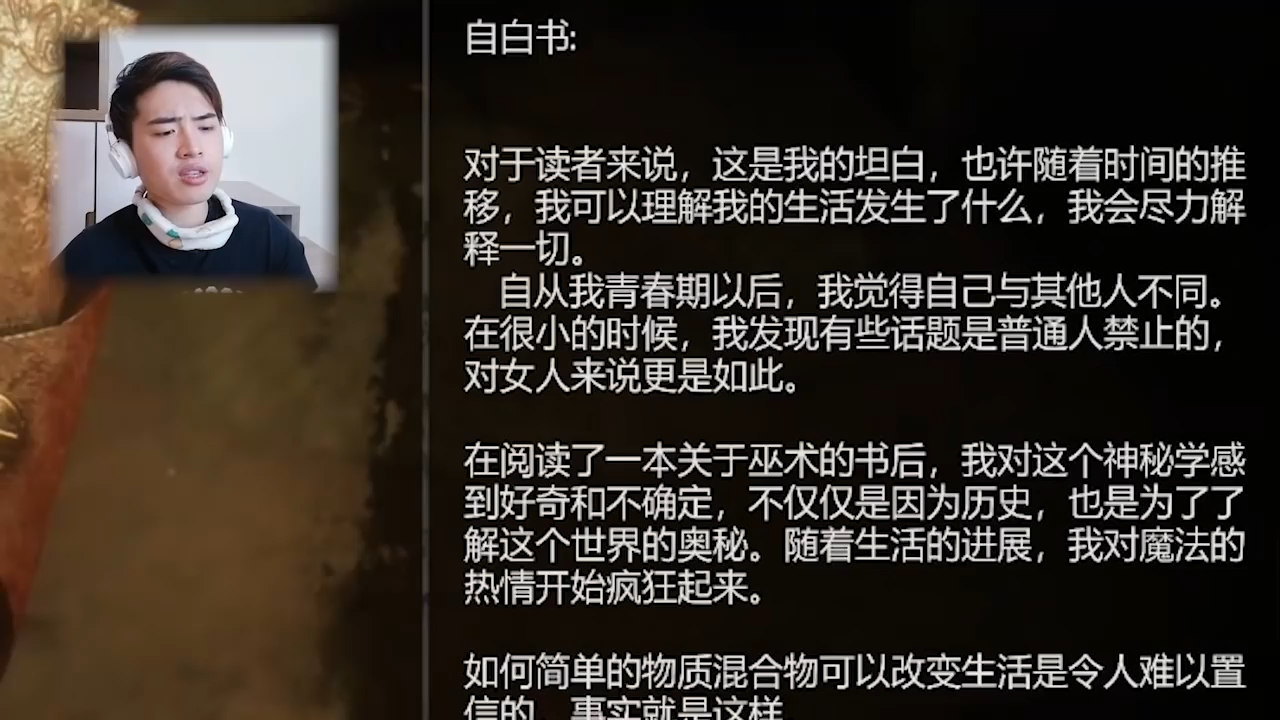 自白书:
对于读者来说，这是我的坦白，也许随着时间的推
移，我可以理解我的生活发生了什么，我会尽力解
释一切。
自从我青春期以后，我觉得自己与其他人不同。
在很小的时候，我发现有些话题是普通人禁止的，
对女人来说更是如此。
在阅读了一本关于巫术的书后，我对这个神秘学感
到好奇和不确定，不仅仅是因为历史，也是为了了
解这个世界的奥秘。随着生活的进展，我对魔法的
热情开始疯狂起来。
如何简单的物质混合物可以改变生活是令人难以置
信的，事实就是这样